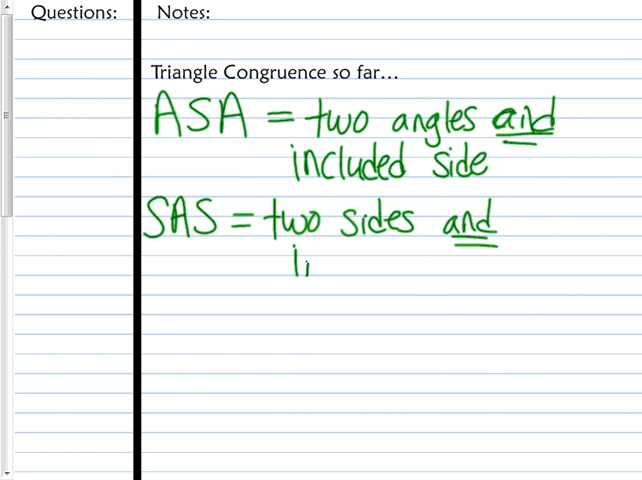 Questions: Notes:
Triangle Congruence so far...
ASA = two angles and
included side
SAS = two sides and